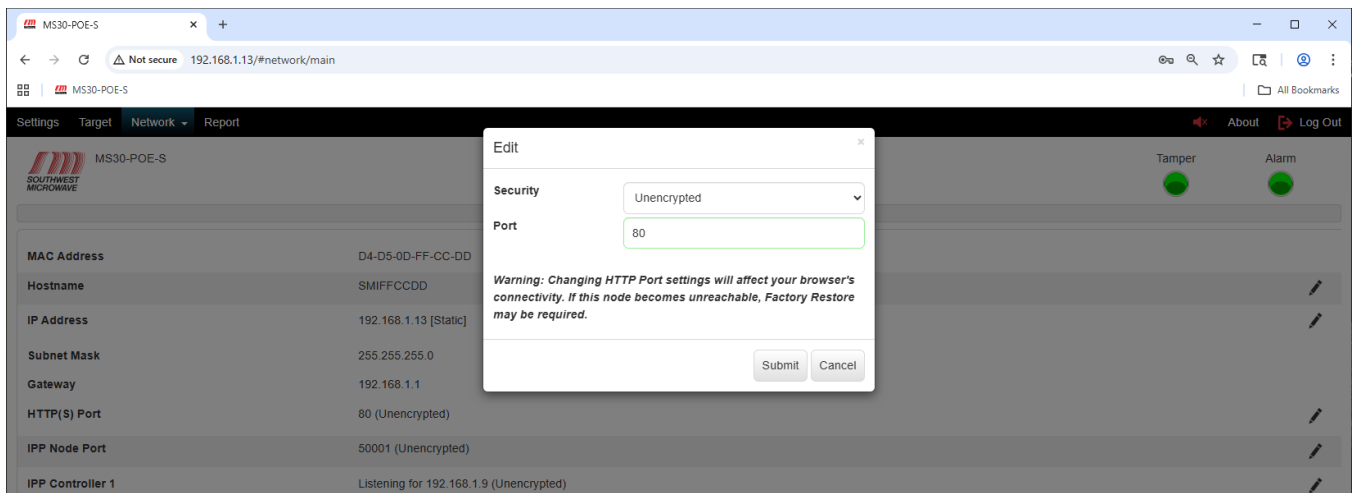 MS30-POE-S
Not secure 192.168.1.13/#network/main
MS30-POE-S All Bookmarks
Settings Target Network Report About Log Out
SOUTHWEST
MICROWAVE
MS30-POE-S
Tamper Alarm
Edit
Security Unencrypted
Port 80
Warning: Changing HTTP Port settings will affect your browser's
connectivity. If this node becomes unreachable, Factory Restore
may be required.
Submit Cancel
MAC Address D4-D5-0D-FF-CC-DD
Hostname SMIFFCCDD
IP Address 192.168.1.13 [Static]
Subnet Mask 255.255.255.0
Gateway 192.168.1.1
HTTP(S) Port 80 (Unencrypted)
IPP Node Port 50001 (Unencrypted)
IPP Controller 1 Listening for 192.168.1.9 (Unencrypted)